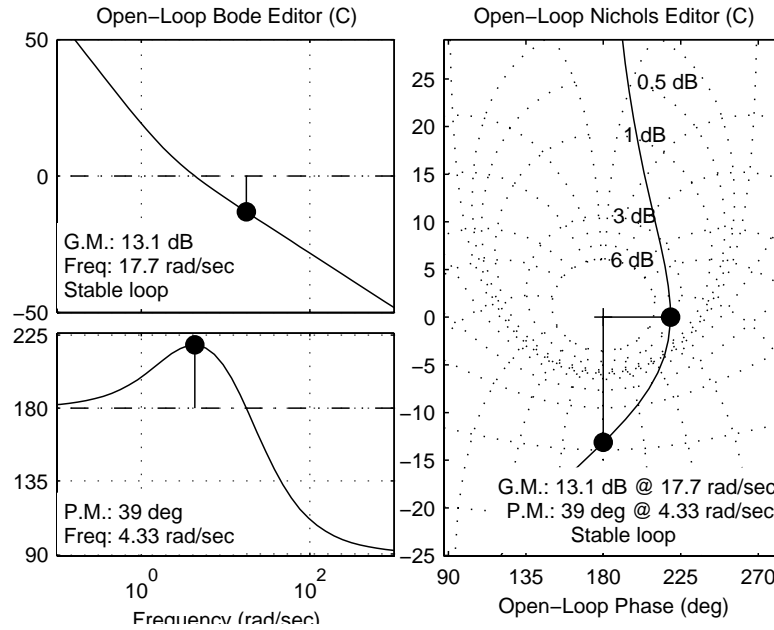 Open−Loop Bode Editor (C)
50
0
−50
G.M.: 13.1 dB
Freq: 17.7 rad/sec
Stable loop
225
180
135
90
P.M.: 39 deg
Freq: 4.33 rad/sec
10^0
10^2
Frequency (rad/sec)
Open−Loop Nichols Editor (C)
25
20
15
10
5
0
−5
−10
−15
−20
−25
0.5 dB
1 dB
3 dB
6 dB
G.M.: 13.1 dB @ 17.7 rad/sec
P.M.: 39 deg @ 4.33 rad/sec
Stable loop
90
135
180
225
270
Open−Loop Phase (deg)